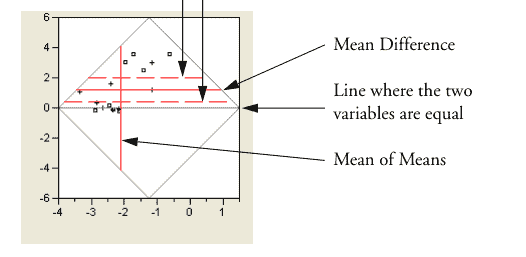 6
4
Mean Difference
2
Line where the two
variables are equal
0
-2
Mean of Means
-4
-6
-4 -3 -2 -1 0 1